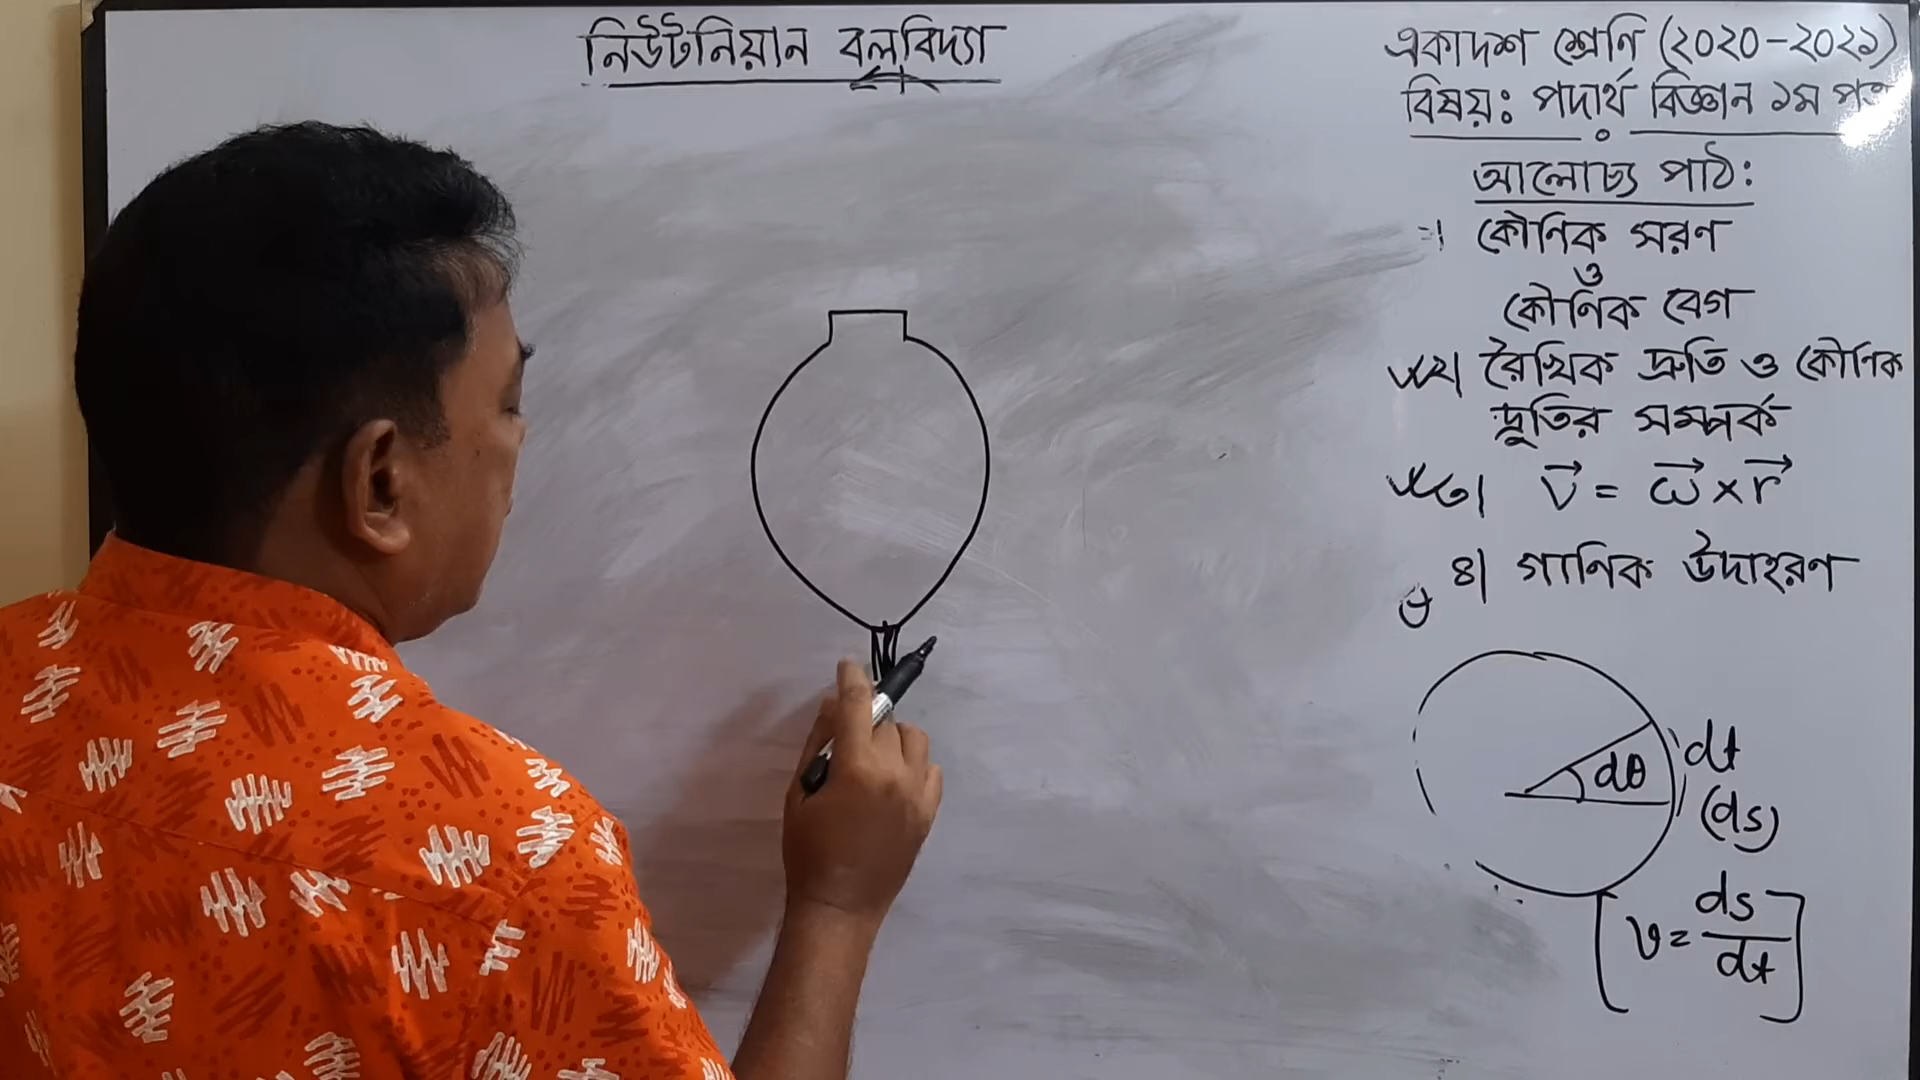 নিউটনিয়ান বলবিদ্যা
একাদশ শ্রেণি (২০২০-২০২১)
বিষয়ঃ পদার্থ বিজ্ঞান ১ম পত্র
আলোচ্য পাঠ:
কৌণিক সরণ
ও
কৌণিক বেগ
২। রৈখিক দ্রুতি ও কৌণিক
দ্রুতির সম্পর্ক
৩। v⃗ = ω⃗ × r⃗
৪। গাণিক উদাহরণ
dθ
dt
(ds)
[v = ds/dt]